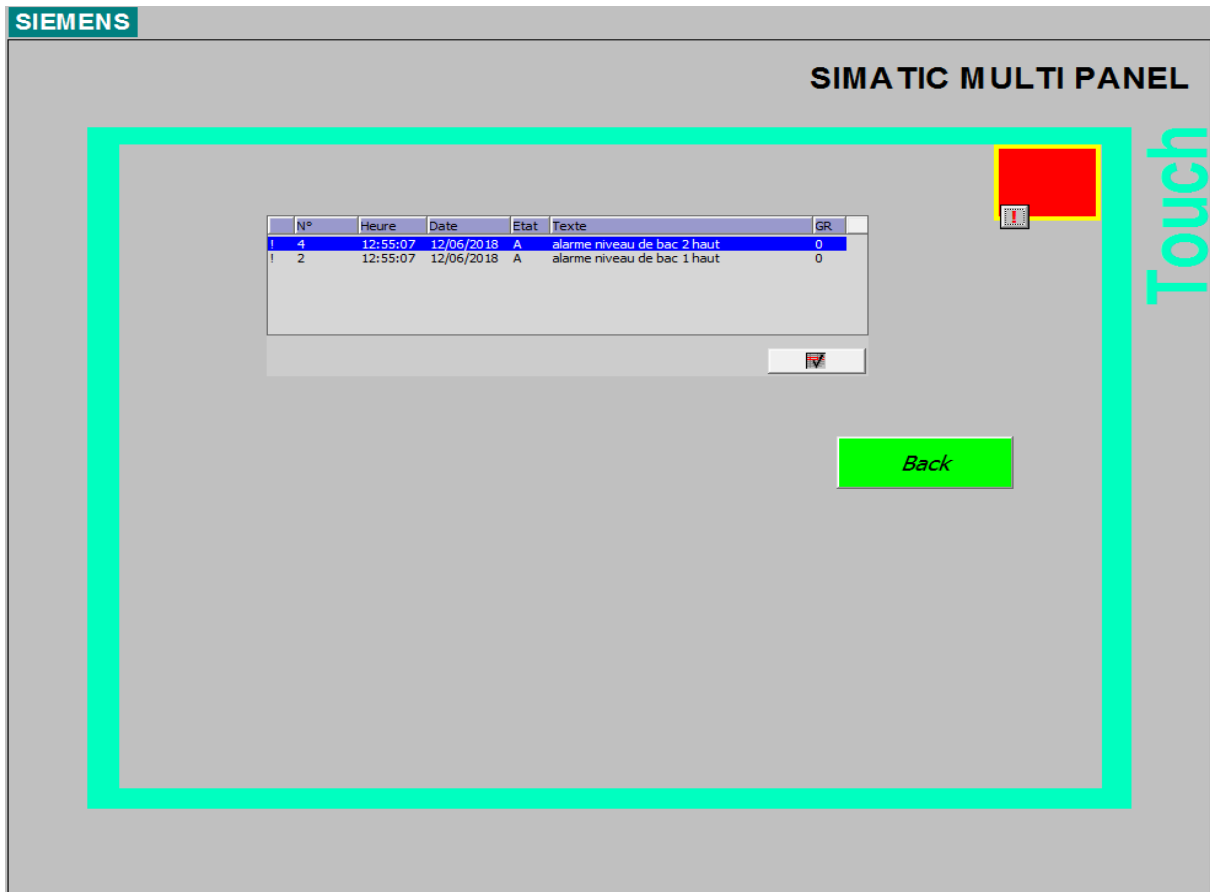 SIEMENS
SIMATIC MULTI PANEL
Touch
N° Heure Date Etat Texte GR
! 4 12:55:07 12/06/2018 A alarme niveau de bac 2 haut 0
! 2 12:55:07 12/06/2018 A alarme niveau de bac 1 haut 0
!
Back